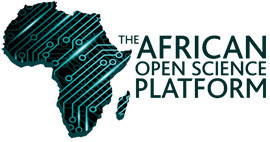 THE AFRICAN
OPEN SCIENCE
PLATFORM